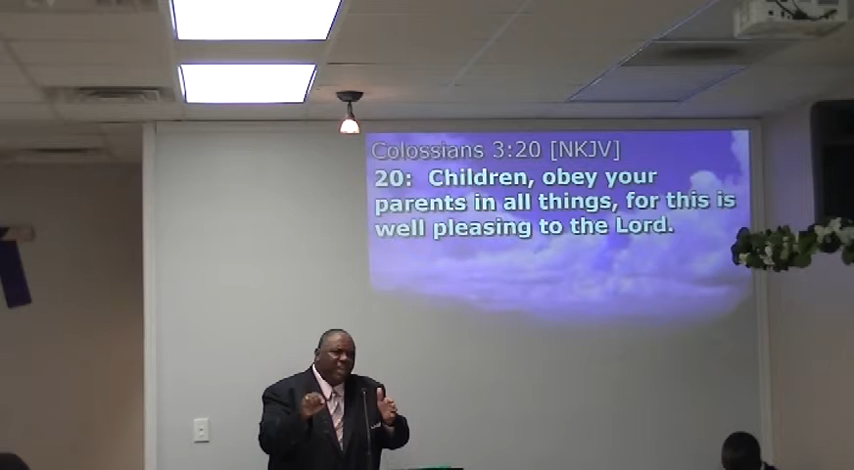 Colossians 3:20 [NKJV]
20: Children, obey your
parents in all things, for this is
well pleasing to the Lord.